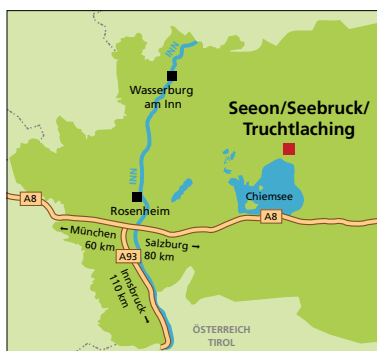 INN
Wasserburg
am Inn
Seeon/Seebruck/
Truchtlaching
INN
Chiemsee
A8
Rosenheim
A8
← München
60 km
Salzburg →
80 km
A93
Innsbruck →
110 km
ÖSTERREICH
TIROL